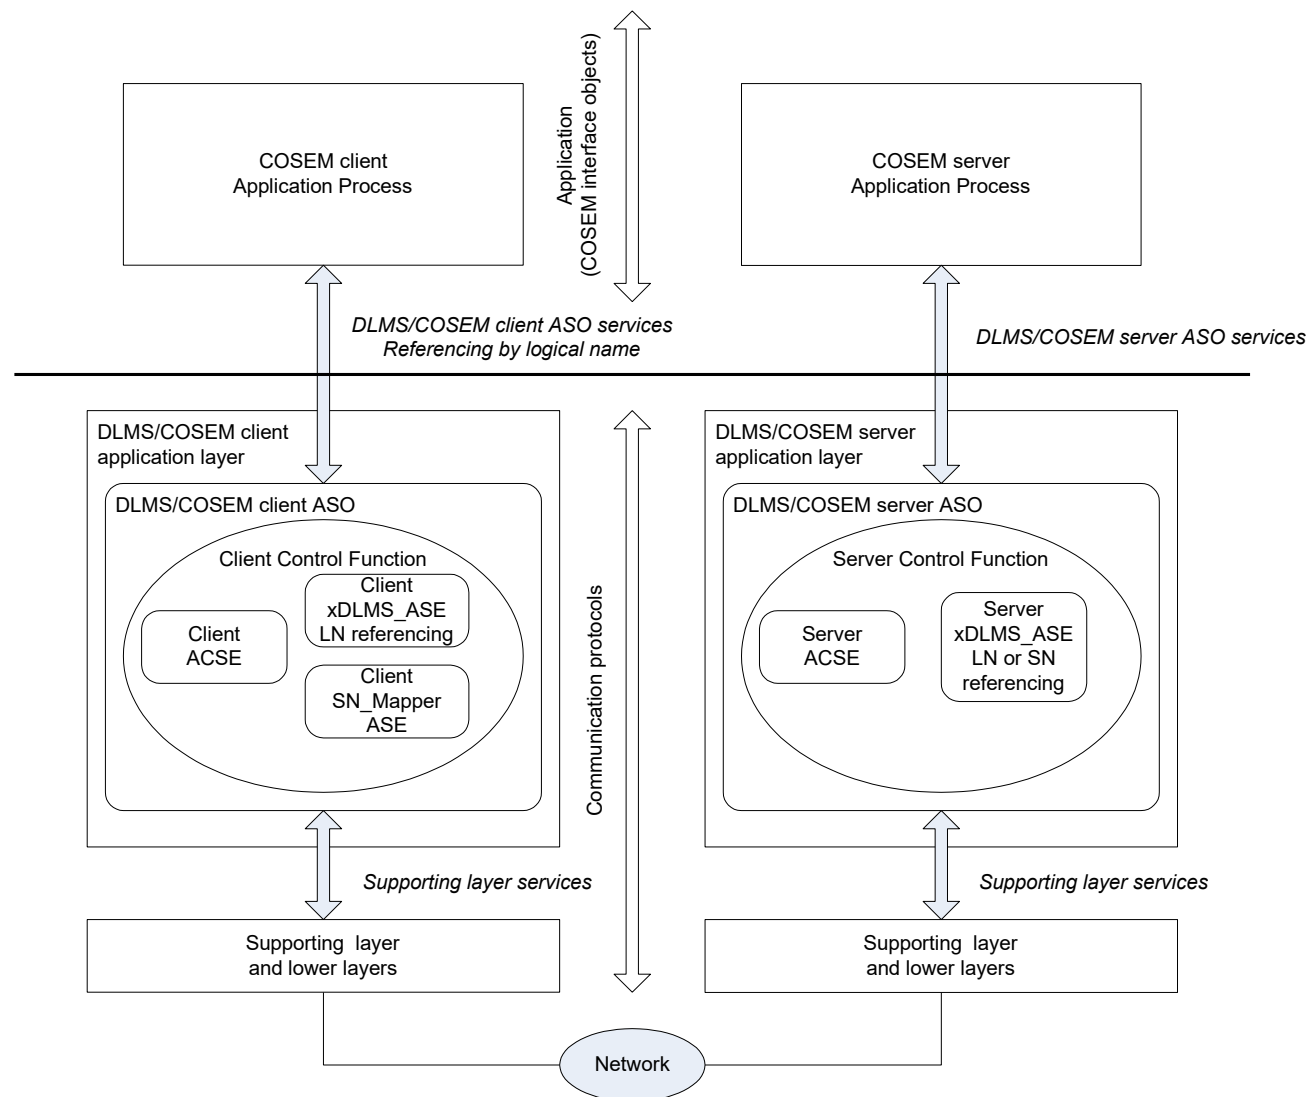 COSEM client
Application Process
Application
(COSEM interface objects)
COSEM server
Application Process
DLMS/COSEM client ASO services
Referencing by logical name
DLMS/COSEM server ASO services
DLMS/COSEM client
application layer
DLMS/COSEM client ASO
Client Control Function
Client
ACSE
Client
xDLMS_ASE
LN referencing
Client
SN_Mapper
ASE
Communication protocols
DLMS/COSEM server
application layer
DLMS/COSEM server ASO
Server Control Function
Server
ACSE
Server
xDLMS_ASE
LN or SN
referencing
Supporting layer services
Supporting layer services
Supporting layer
and lower layers
Supporting layer
and lower layers
Network